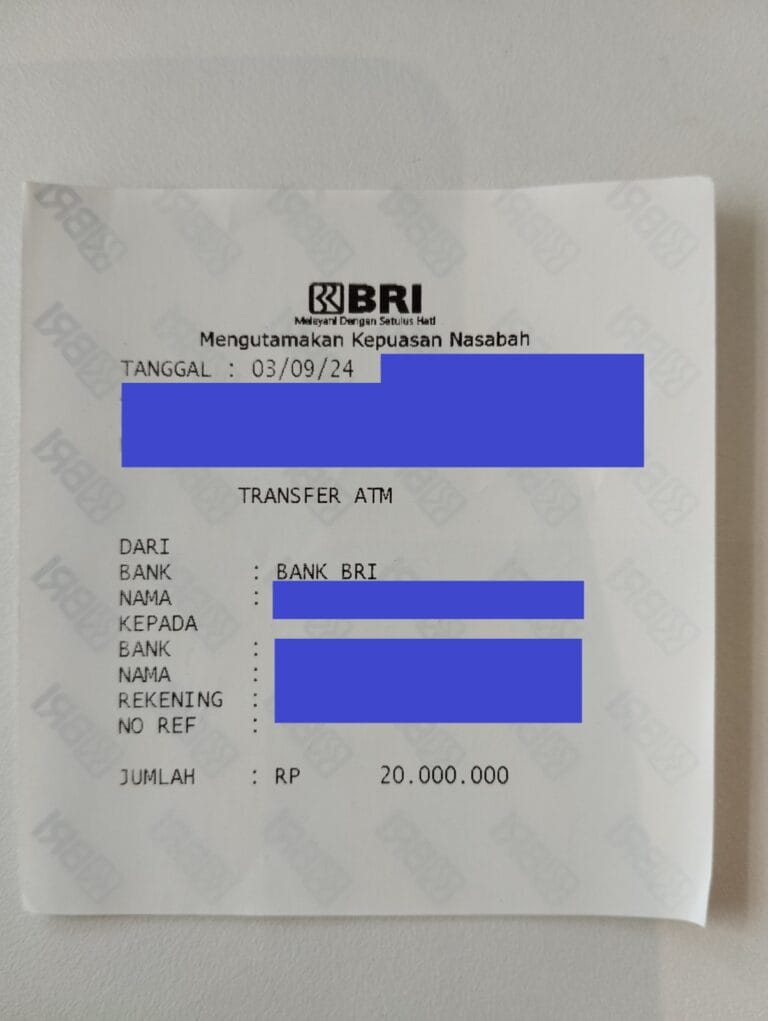 BRI
Melayani Dengan Setulus Hati
Mengutamakan Kepuasan Nasabah
TANGGAL : 03/09/24
TRANSFER ATM
DARI
BANK : BANK BRI
NAMA :
KEPADA
BANK :
NAMA :
REKENING :
NO REF :
JUMLAH : RP 20.000.000